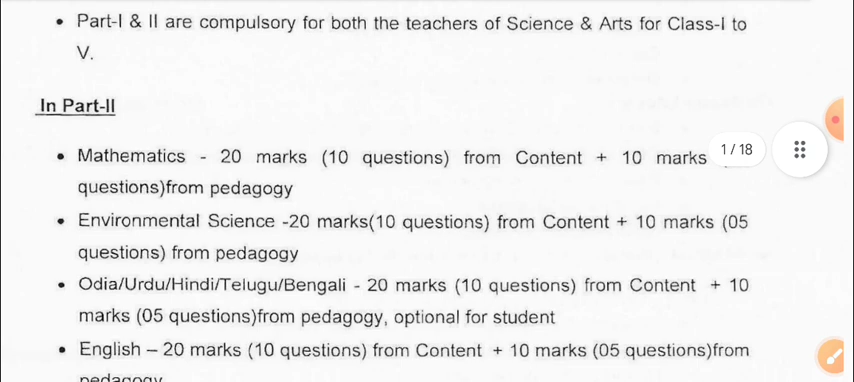 • Part-I & II are compulsory for both the teachers of Science & Arts for Class-I to
V.
In Part-II
• Mathematics - 20 marks (10 questions) from Content + 10 marks
1 / 18
questions)from pedagogy
• Environmental Science -20 marks(10 questions) from Content + 10 marks (05
questions) from pedagogy
• Odia/Urdu/Hindi/Telugu/Bengali - 20 marks (10 questions) from Content + 10
marks (05 questions)from pedagogy, optional for student
• English – 20 marks (10 questions) from Content + 10 marks (05 questions)from
pedagogy